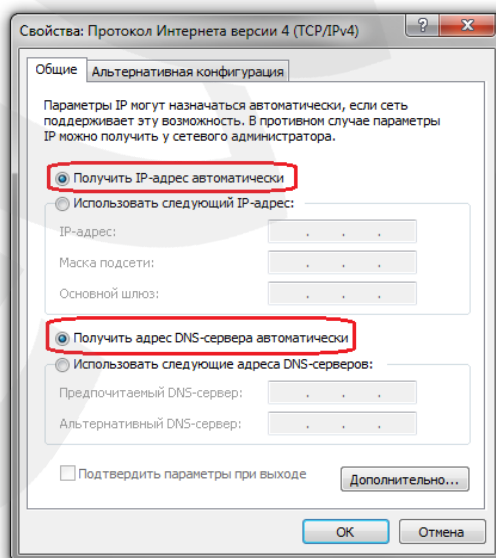 Свойства: Протокол Интернета версии 4 (TCP/IPv4)
Общие
Альтернативная конфигурация
Параметры IP могут назначаться автоматически, если сеть
поддерживает эту возможность. В противном случае параметры
IP можно получить у сетевого администратора.
Получить IP-адрес автоматически
Использовать следующий IP-адрес:
IP-адрес:
Маска подсети:
Основной шлюз:
Получить адрес DNS-сервера автоматически
Использовать следующие адреса DNS-серверов:
Предпочитаемый DNS-сервер:
Альтернативный DNS-сервер:
Подтвердить параметры при выходе
Дополнительно...
ОК
Отмена